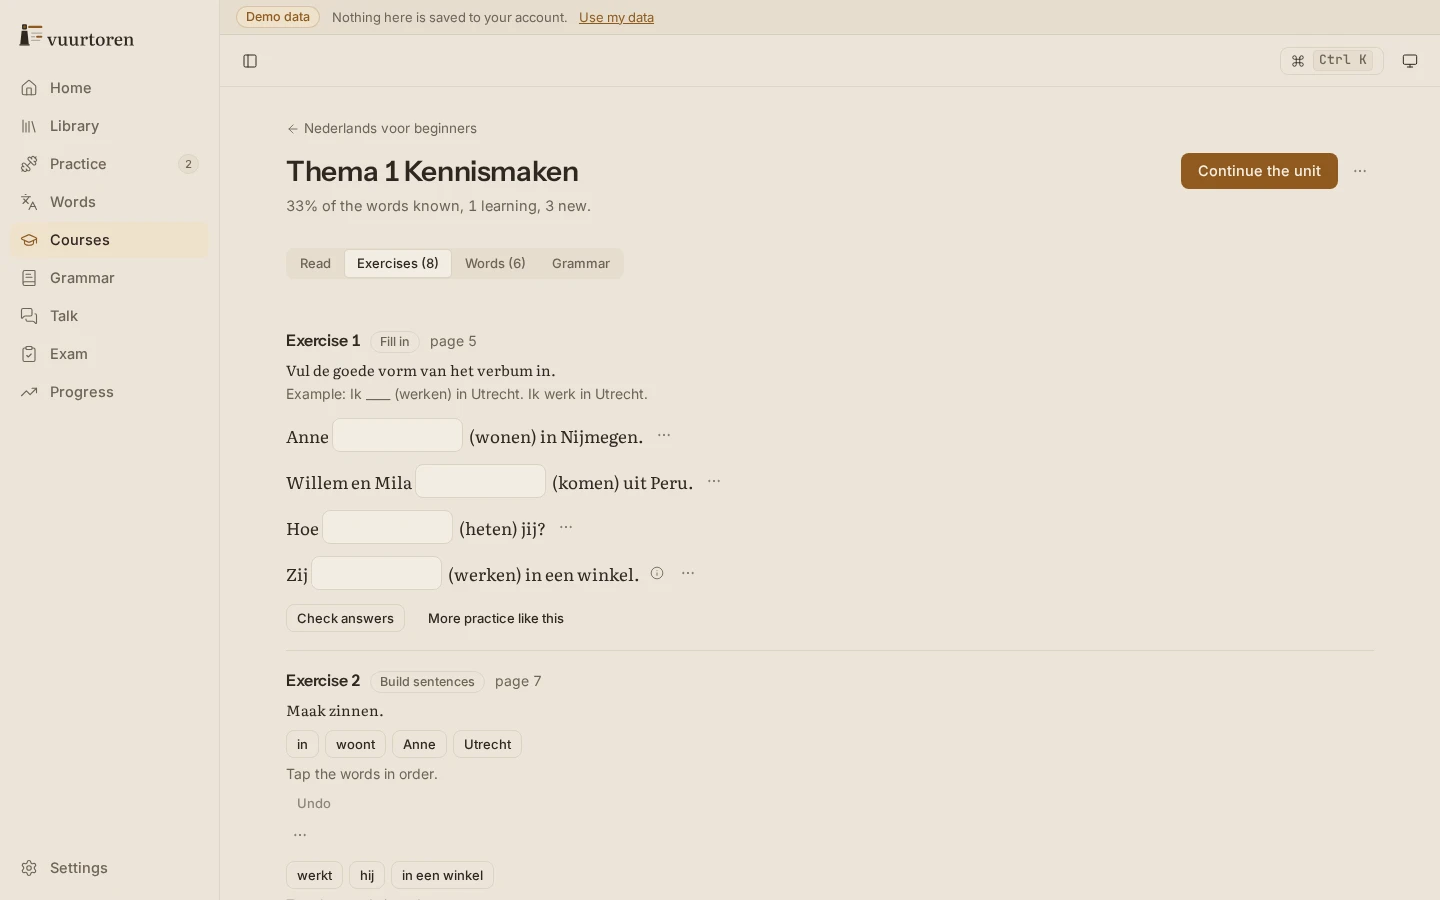 Demo data Nothing here is saved to your account. Use my data
vuurtoren
⌘ Ctrl K
Home
Library
Practice 2
Words
Courses
Grammar
Talk
Exam
Progress
Settings
← Nederlands voor beginners
Thema 1 Kennismaken
Continue the unit ...
33% of the words known, 1 learning, 3 new.
Read Exercises (8) Words (6) Grammar
Exercise 1 Fill in page 5
Vul de goede vorm van het verbum in.
Example: Ik ____ (werken) in Utrecht. Ik werk in Utrecht.
Anne (wonen) in Nijmegen. ...
Willem en Mila (komen) uit Peru. ...
Hoe (heten) jij? ...
Zij (werken) in een winkel. ...
Check answers More practice like this
Exercise 2 Build sentences page 7
Maak zinnen.
in woont Anne Utrecht
Tap the words in order.
Undo
...
werkt hij in een winkel